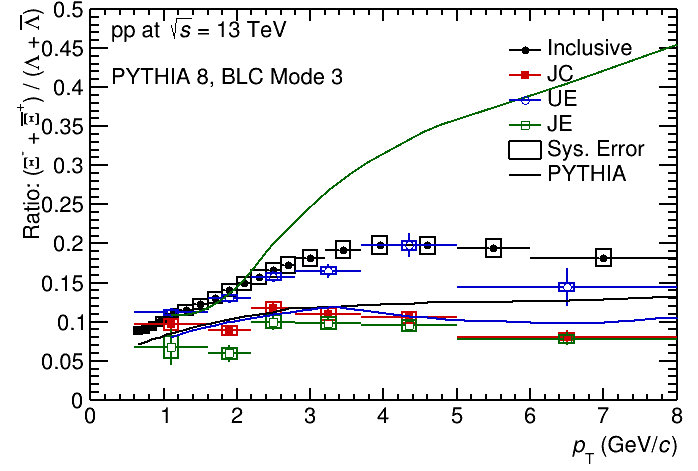 pp at √s = 13 TeV
PYTHIA 8, BLC Mode 3
Inclusive
JC
UE
JE
Sys. Error
PYTHIA
Ratio: (Ξ⁻ + Ξ̅⁺) / (Λ + Λ̅)
0.5
0.45
0.4
0.35
0.3
0.25
0.2
0.15
0.1
0.05
0
0 1 2 3 4 5 6 7 8
p_T (GeV/c)